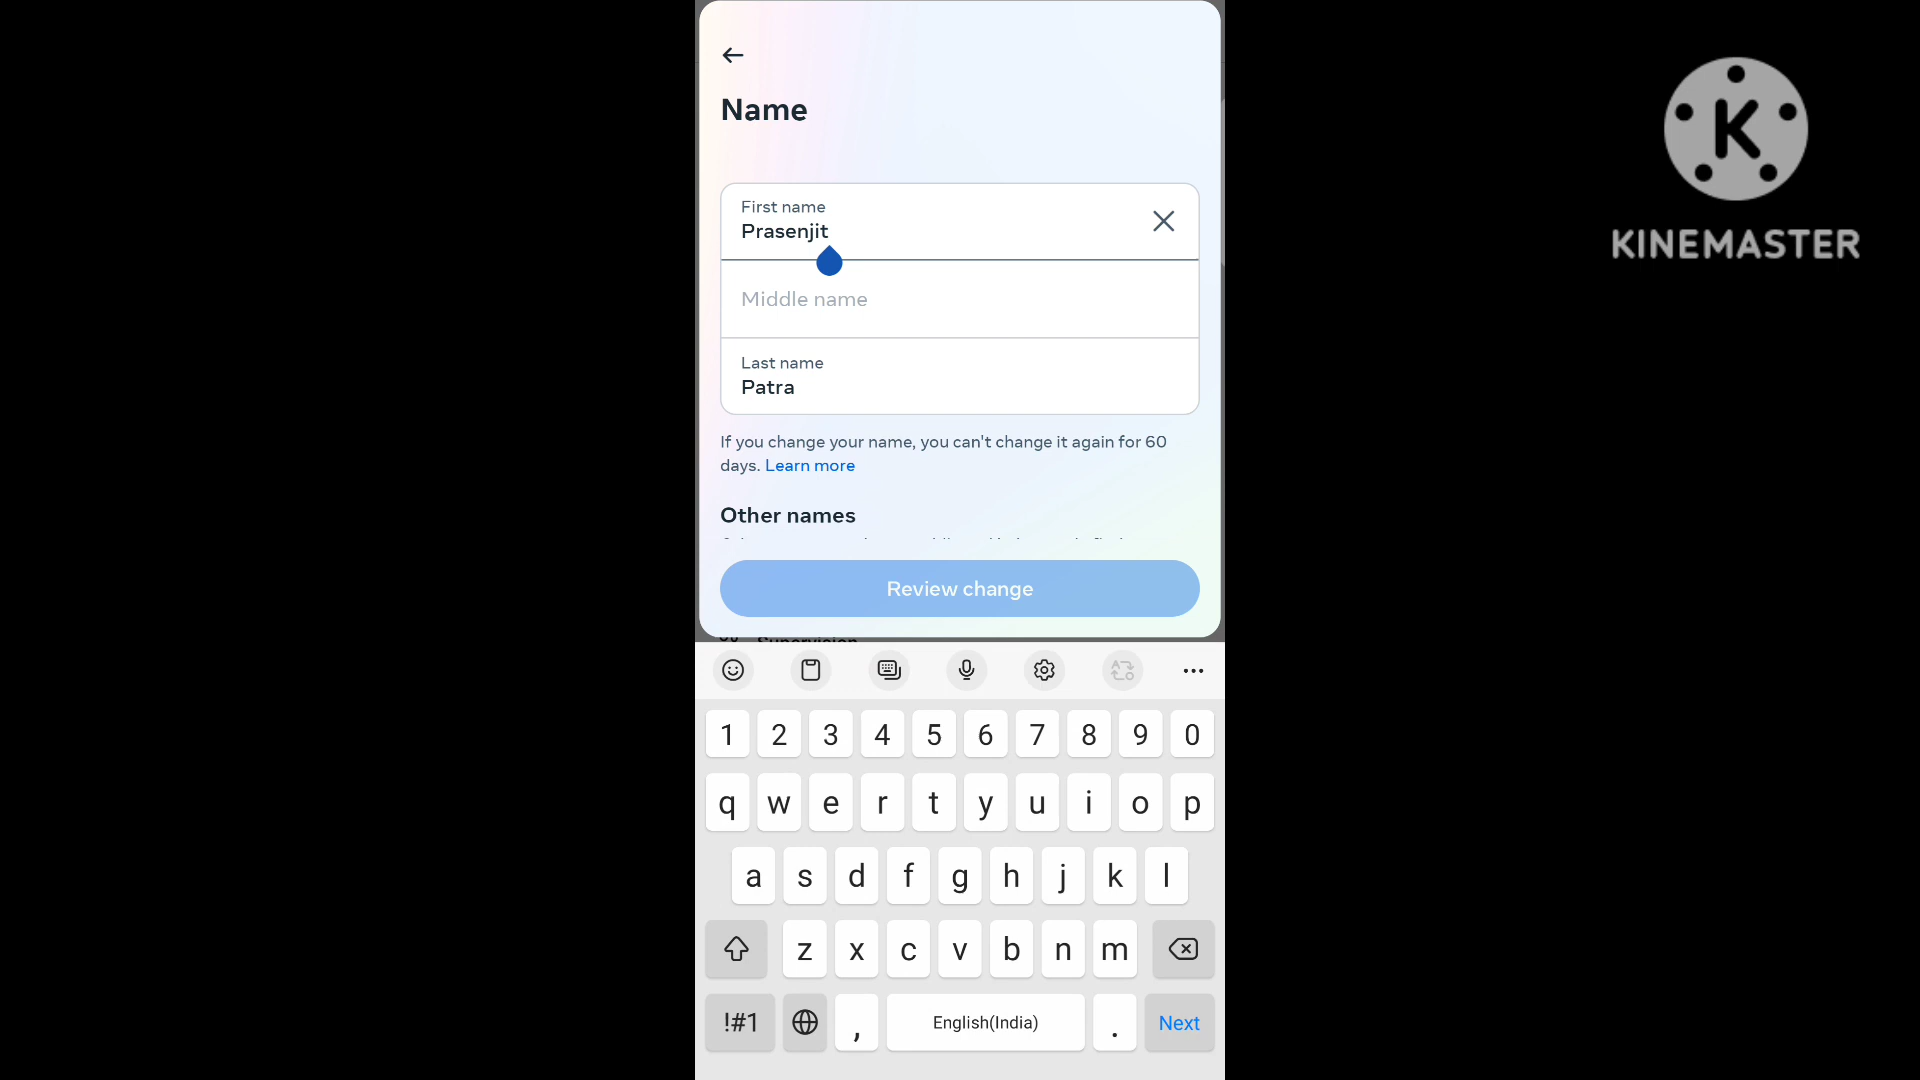 Name
First name
Prasenjit
Middle name
Last name
Patra
If you change your name, you can't change it again for 60
days. Learn more
Other names
Review change
Supervision
1 2 3 4 5 6 7 8 9 0
q w e r t y u i o p
a s d f g h j k l
z x c v b n m
!#1 , English(India) . Next
K
KINEMASTER